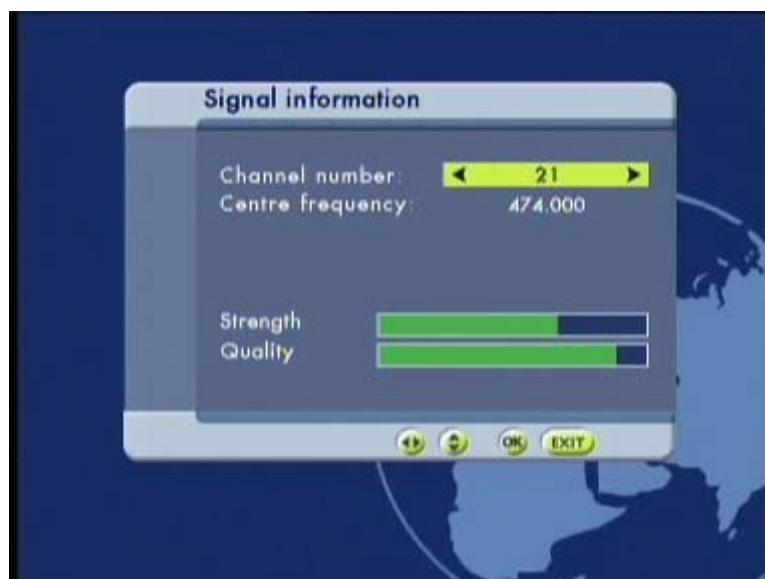 Signal information
Channel number: 21
Centre frequency: 474.000
Strength
Quality
OK EXIT